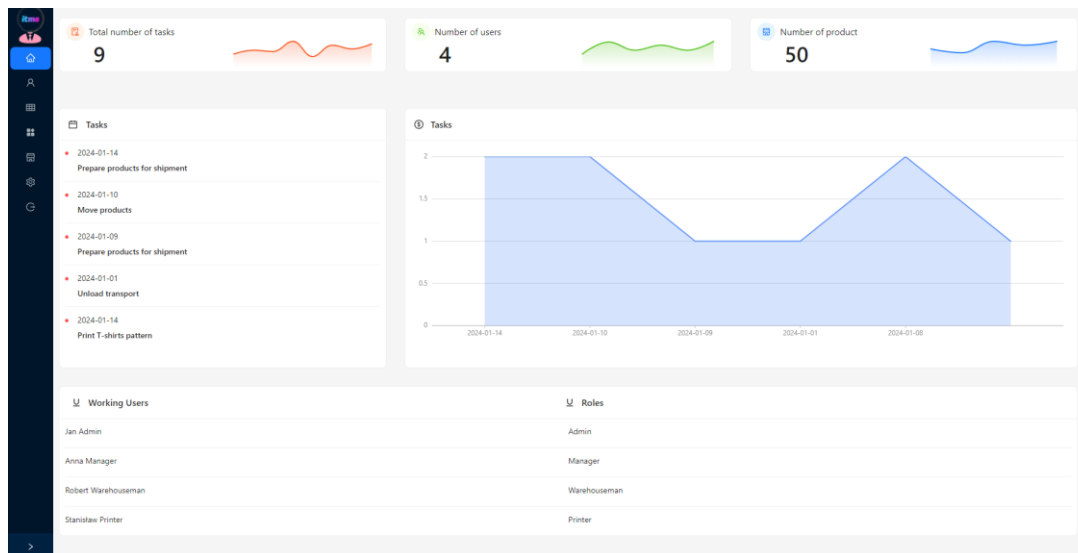 itme
Total number of tasks
9
Number of users
4
Number of product
50
Tasks
2024-01-14
Prepare products for shipment
2024-01-10
Move products
2024-01-09
Prepare products for shipment
2024-01-01
Unload transport
2024-01-14
Print T-shirts pattern
Tasks
2
1.5
1
0.5
0
2024-01-14 2024-01-10 2024-01-09 2024-01-01 2024-01-08
Working Users Roles
Jan Admin Admin
Anna Manager Manager
Robert Warehouseman Warehouseman
Stanisław Printer Printer